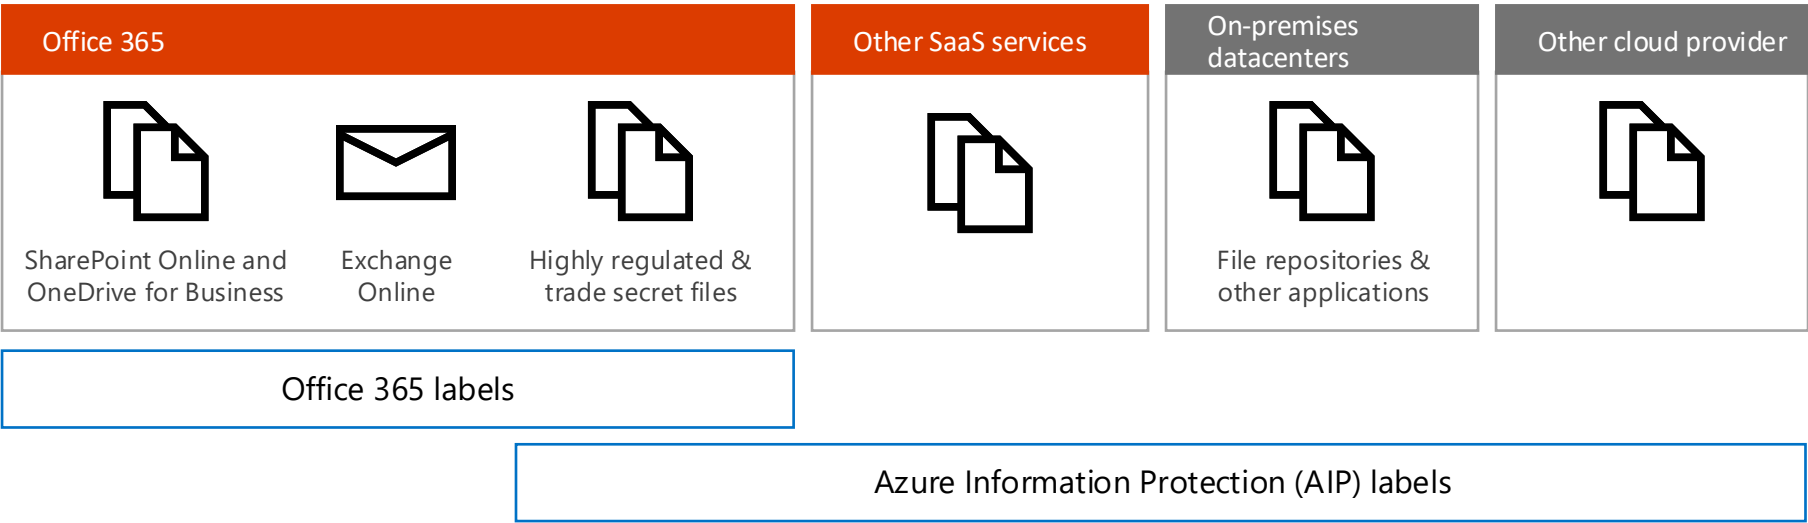 Office 365
Other SaaS services
On-premises
datacenters
Other cloud provider
SharePoint Online and
OneDrive for Business
Exchange
Online
Highly regulated &
trade secret files
File repositories &
other applications
Office 365 labels
Azure Information Protection (AIP) labels